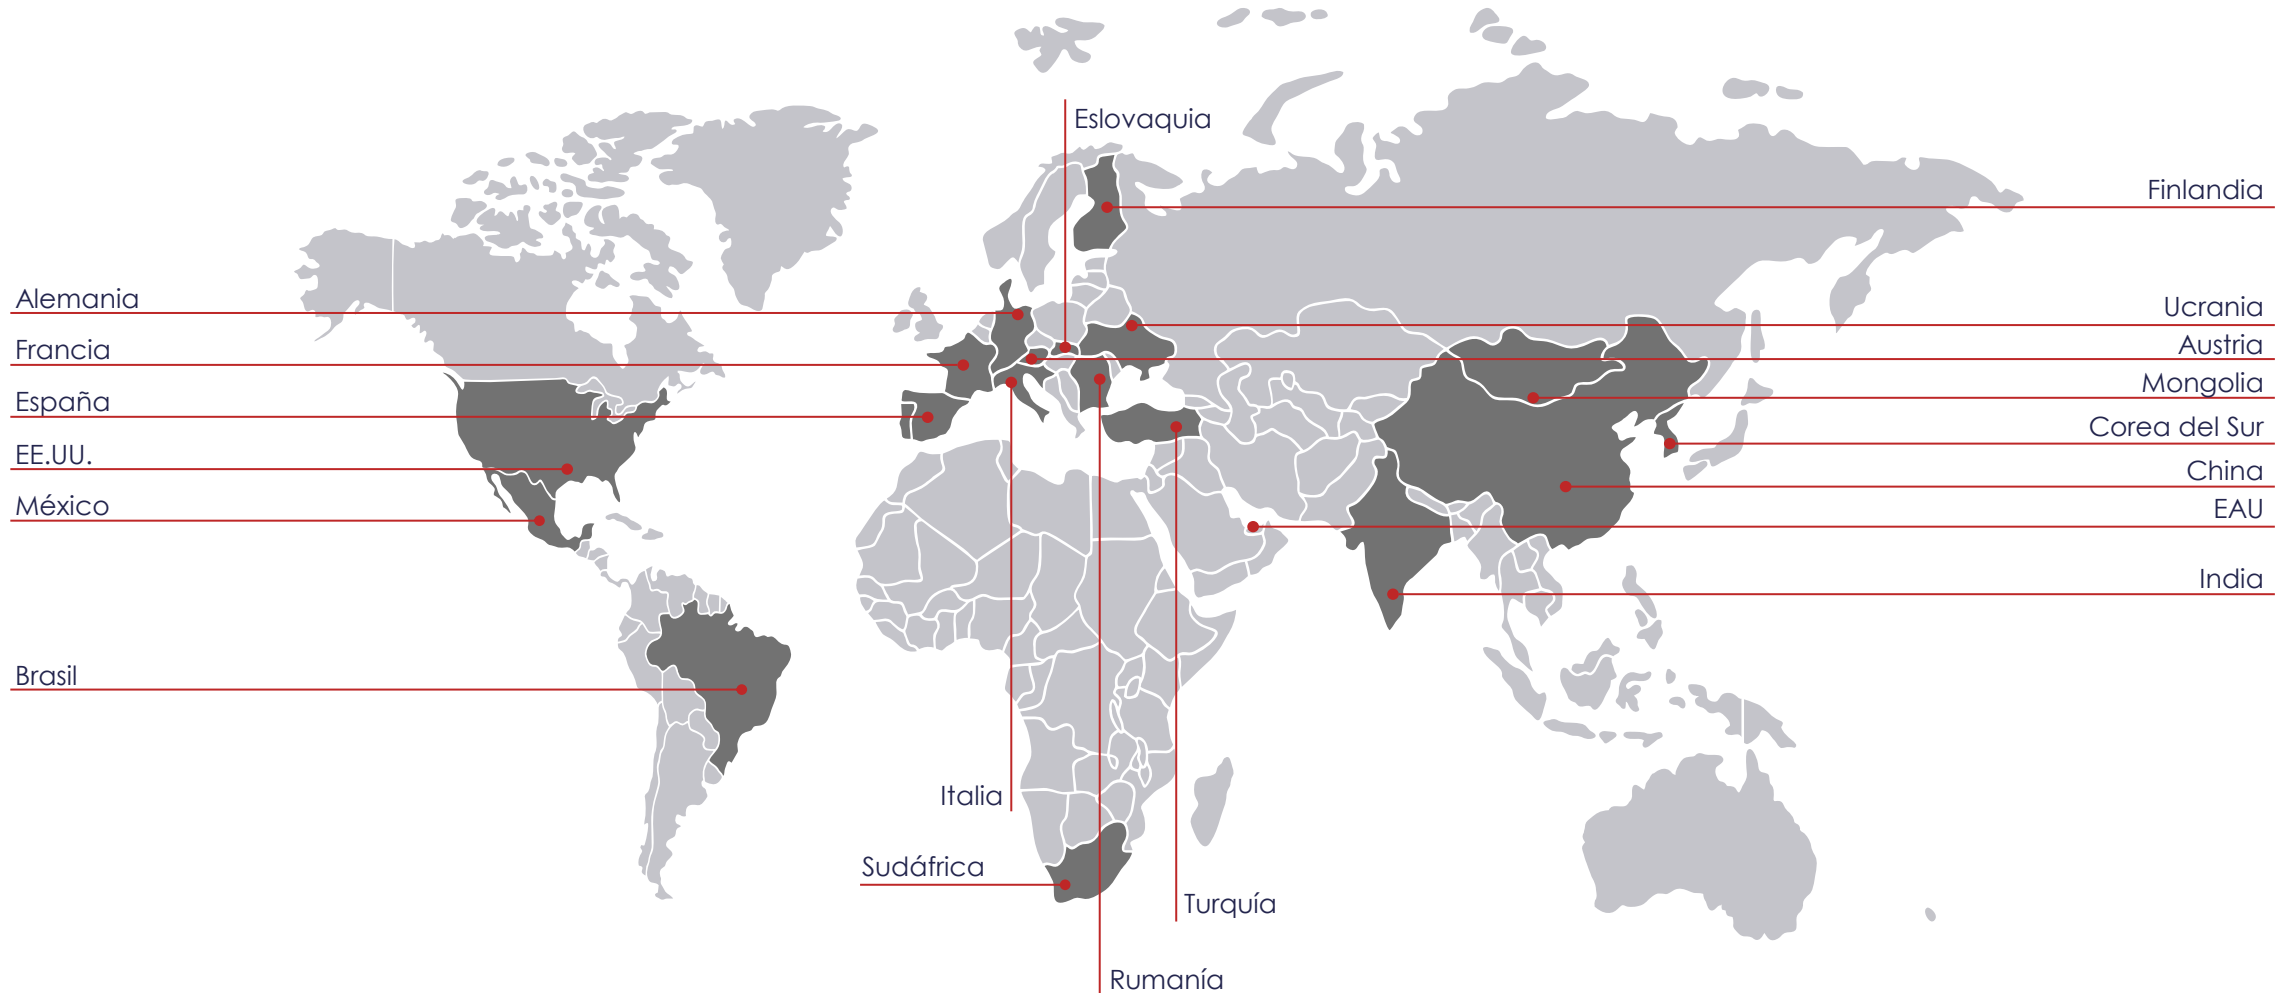 Eslovaquia
Finlandia
Alemania
Ucrania
Francia
Austria
Mongolia
España
Corea del Sur
EE.UU.
China
México
EAU
India
Brasil
Italia
Sudáfrica
Turquía
Rumanía